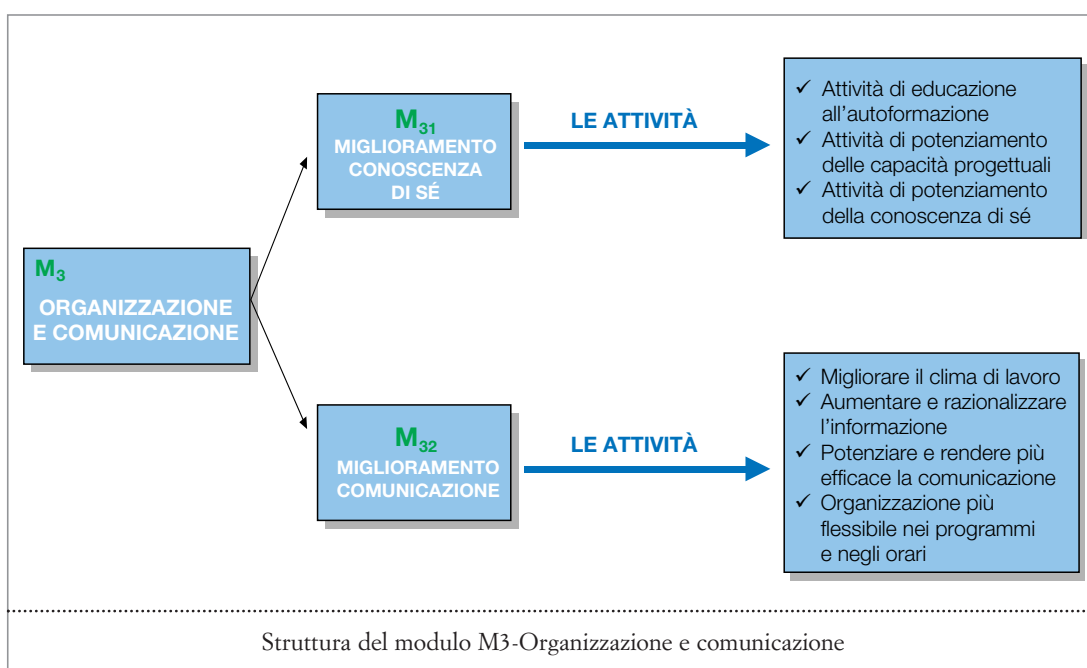 M3
ORGANIZZAZIONE
E COMUNICAZIONE
M31
MIGLIORAMENTO
CONOSCENZA
DI SÉ
LE ATTIVITÀ
✓ Attività di educazione
all’autoformazione
✓ Attività di potenziamento
delle capacità progettuali
✓ Attività di potenziamento
della conoscenza di sé
M32
MIGLIORAMENTO
COMUNICAZIONE
LE ATTIVITÀ
✓ Migliorare il clima di lavoro
✓ Aumentare e razionalizzare
l’informazione
✓ Potenziare e rendere più
efficace la comunicazione
✓ Organizzazione più
flessibile nei programmi
e negli orari
Struttura del modulo M3-Organizzazione e comunicazione